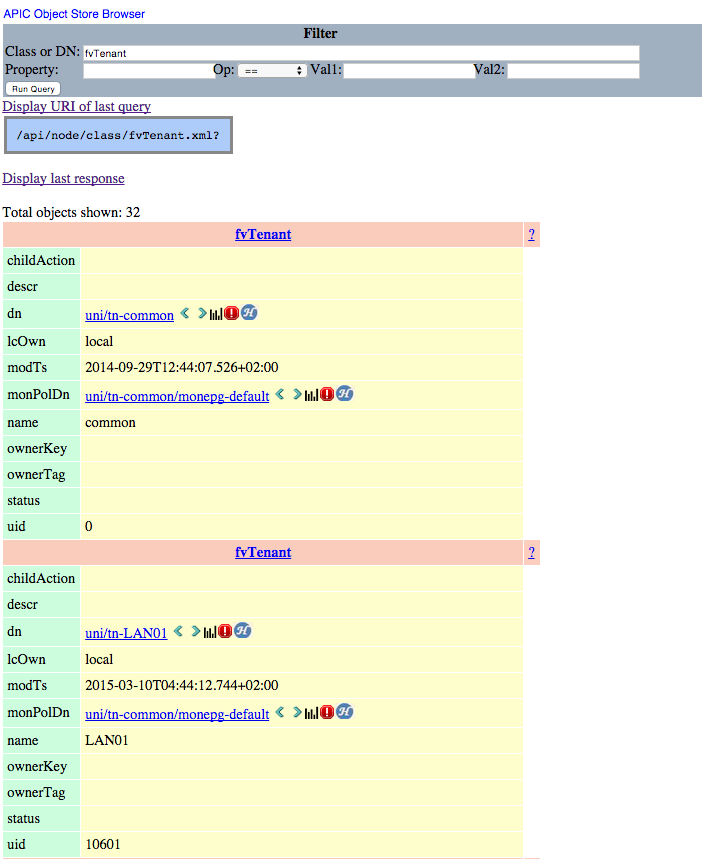 APIC Object Store Browser
Filter
Class or DN: fvTenant
Property: Op: == Val1: Val2:
Run Query
Display URI of last query
/api/node/class/fvTenant.xml?
Display last response
Total objects shown: 32
fvTenant ?
childAction
descr
dn uni/tn-common
lcOwn local
modTs 2014-09-29T12:44:07.526+02:00
monPolDn uni/tn-common/monepg-default
name common
ownerKey
ownerTag
status
uid 0
fvTenant ?
childAction
descr
dn uni/tn-LAN01
lcOwn local
modTs 2015-03-10T04:44:12.744+02:00
monPolDn uni/tn-common/monepg-default
name LAN01
ownerKey
ownerTag
status
uid 10601